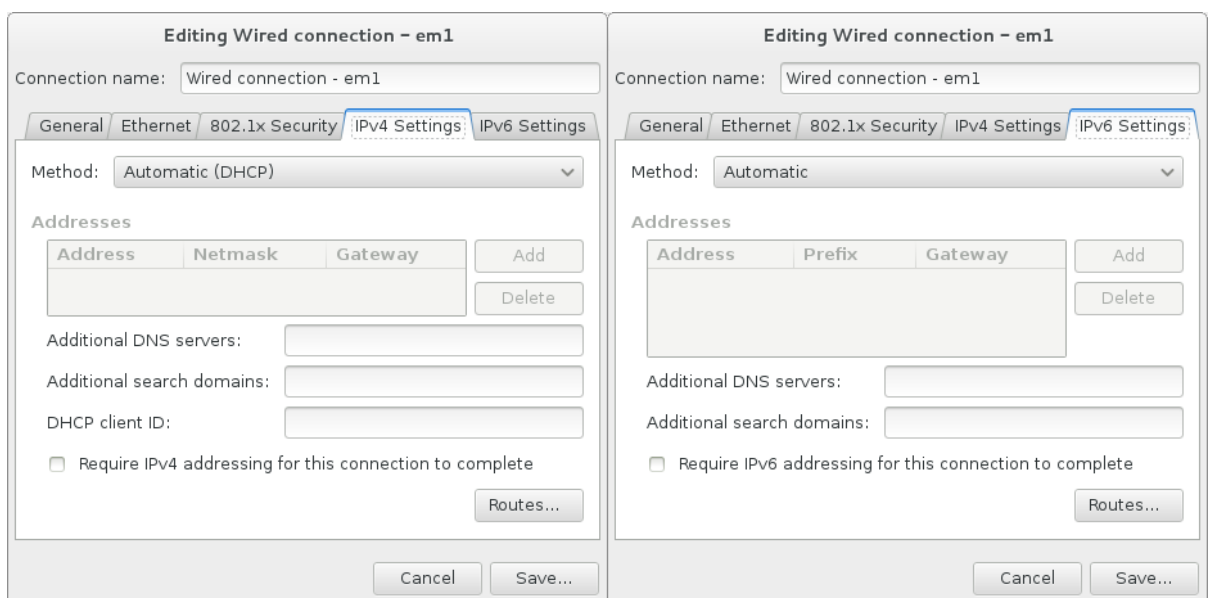 Editing Wired connection – em1
Connection name: Wired connection - em1
General Ethernet 802.1x Security IPv4 Settings IPv6 Settings
Method: Automatic (DHCP)
Addresses
Address Netmask Gateway Add
Delete
Additional DNS servers:
Additional search domains:
DHCP client ID:
Require IPv4 addressing for this connection to complete
Routes...
Cancel Save...
Editing Wired connection – em1
Connection name: Wired connection - em1
General Ethernet 802.1x Security IPv4 Settings IPv6 Settings
Method: Automatic
Addresses
Address Prefix Gateway Add
Delete
Additional DNS servers:
Additional search domains:
Require IPv6 addressing for this connection to complete
Routes...
Cancel Save...